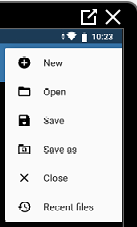 10:23
New
Open
Save
Save as
Close
Recent files